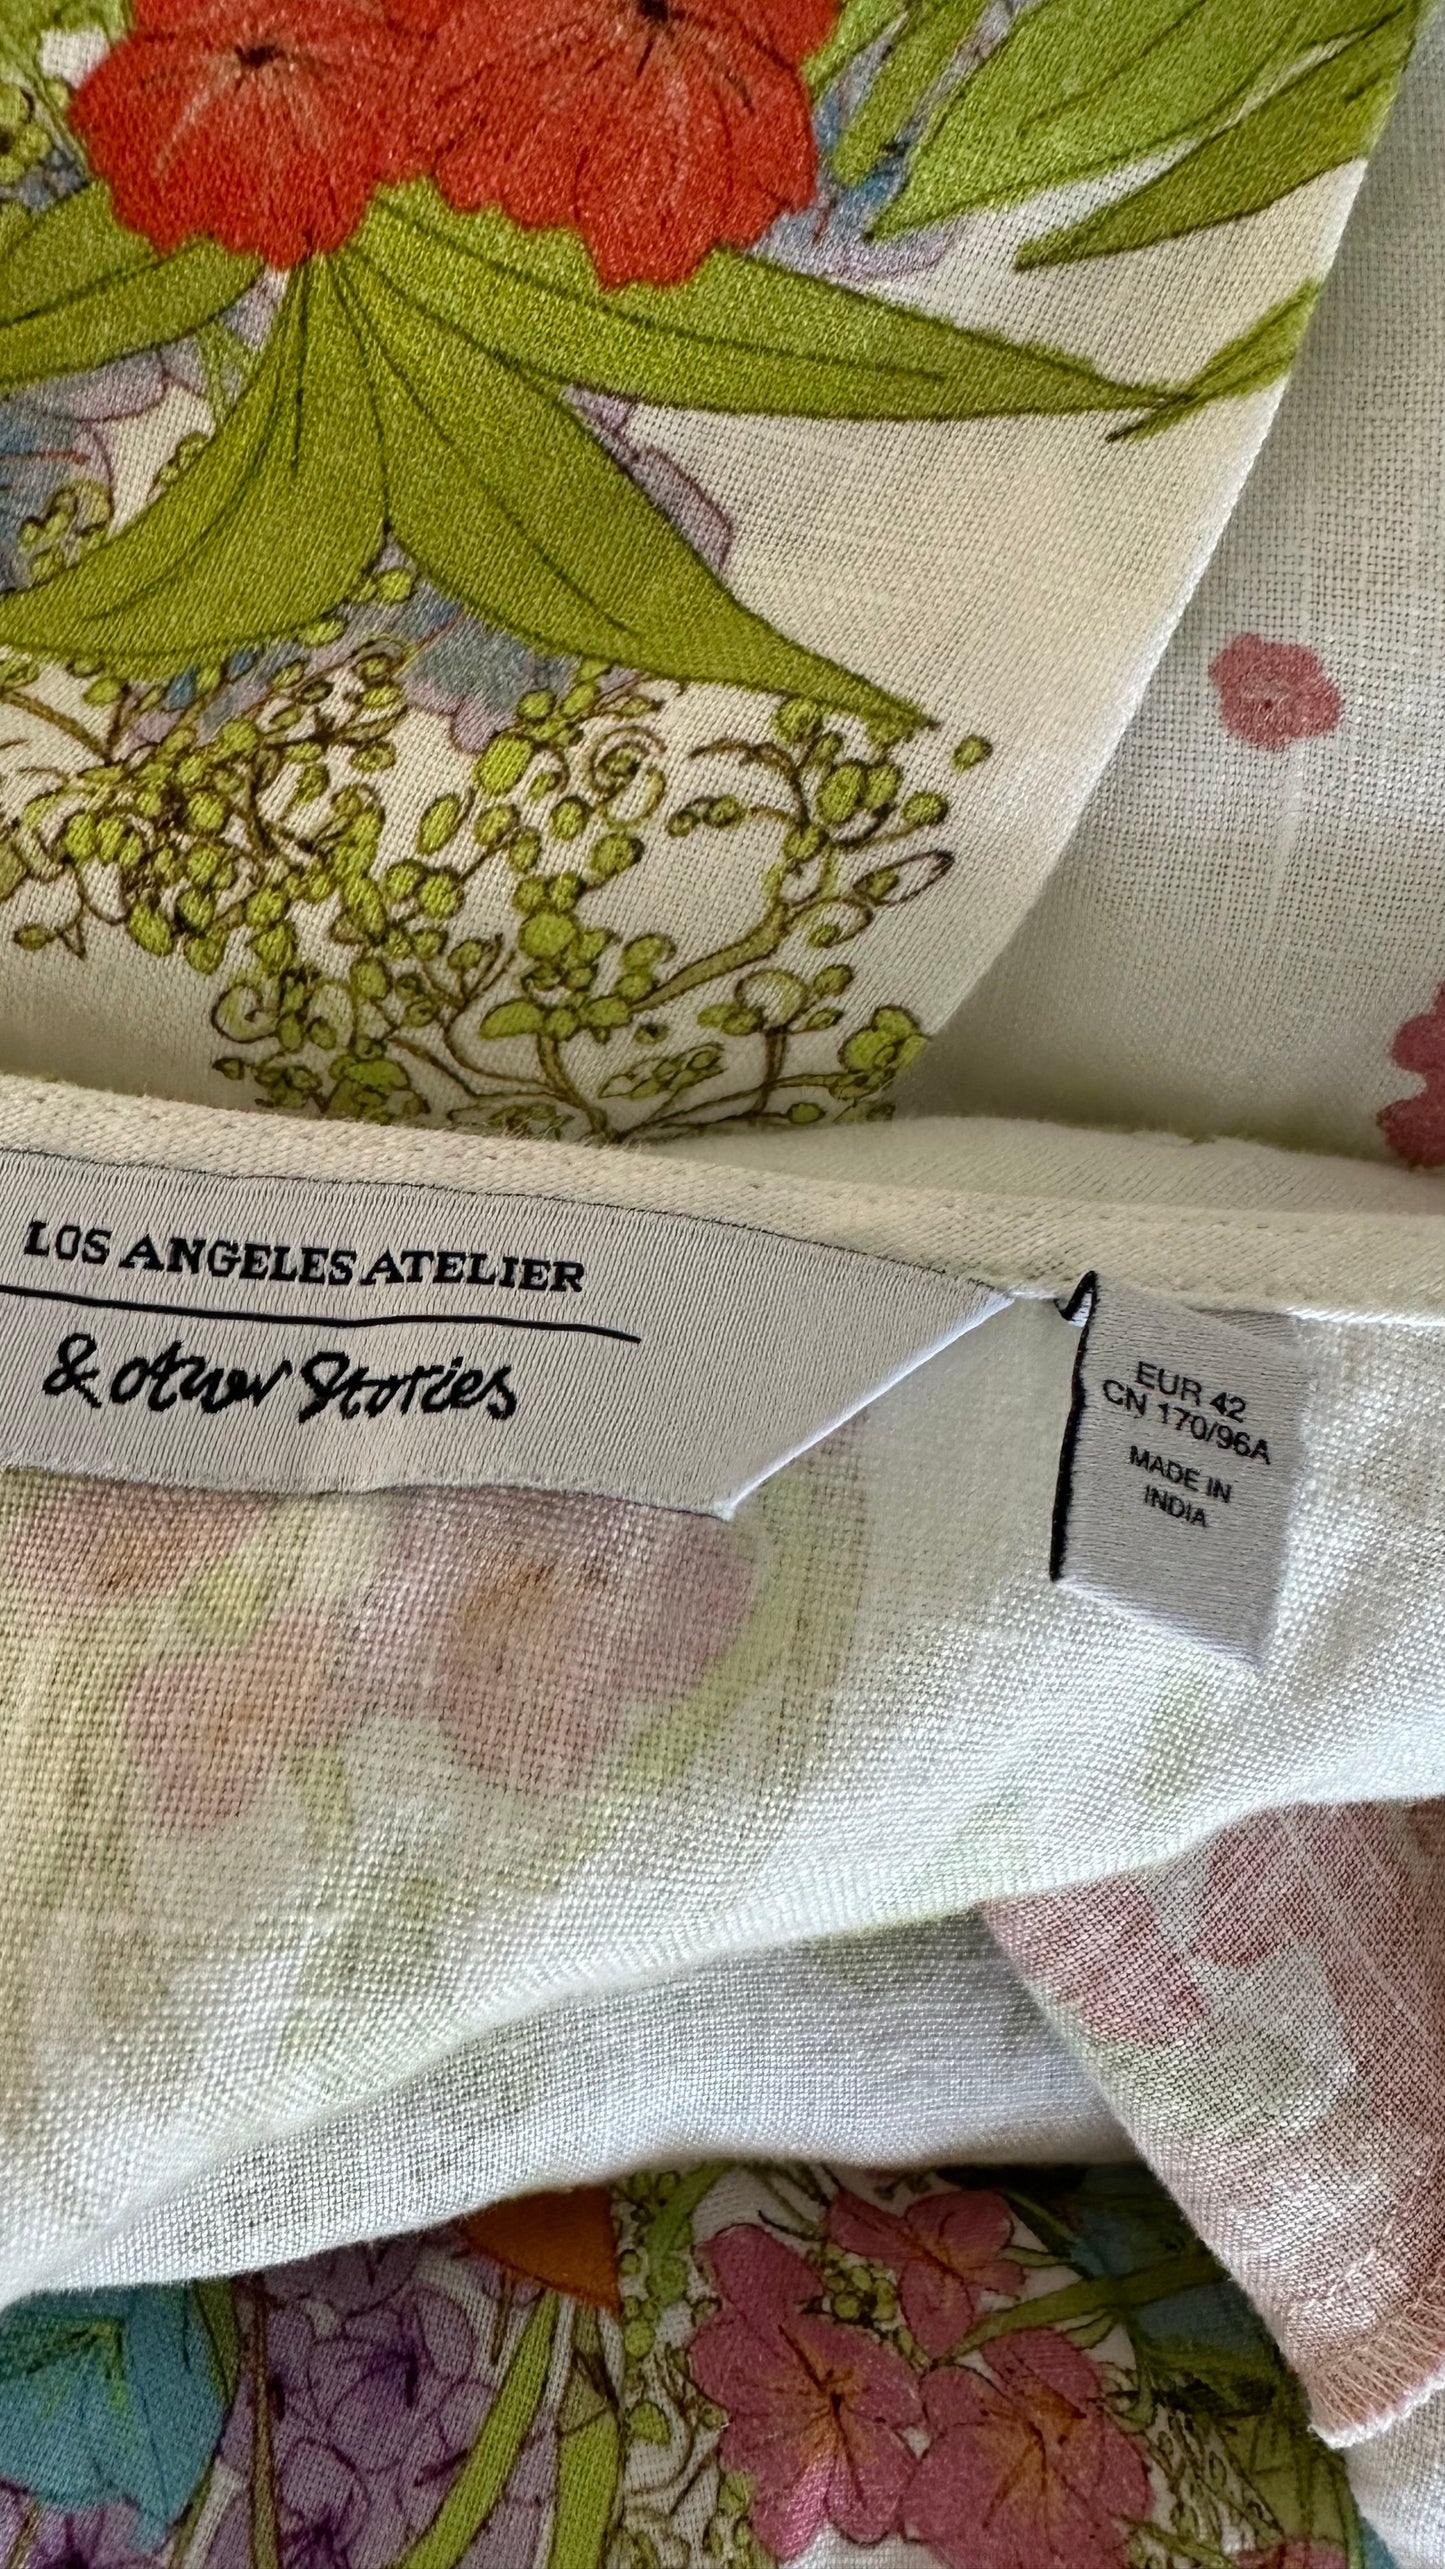 LOS ANGELES ATELIER
& other Stories
EUR 42
CN 170/96A
MADE IN
INDIA